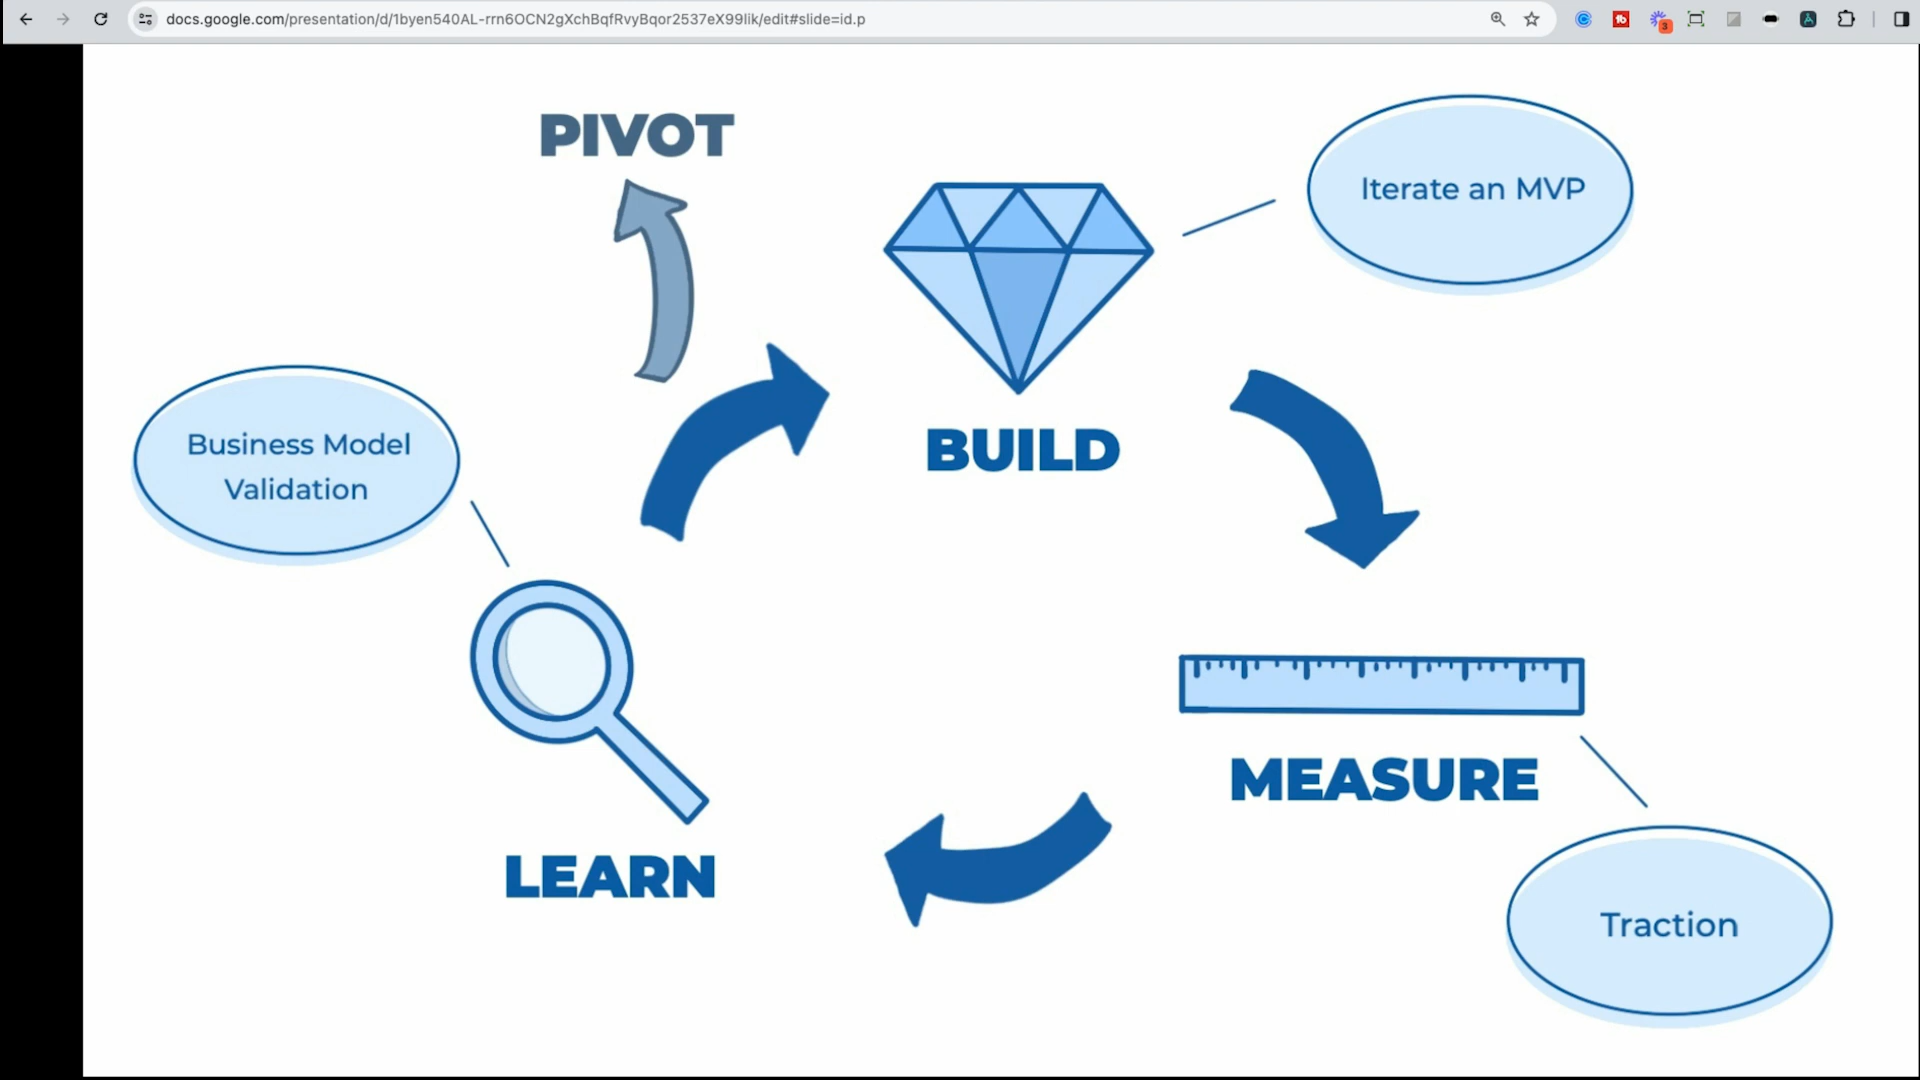 docs.google.com/presentation/d/1byen540AL-rrn6OCN2gXchBqfRvyBqor2537eX99lik/edit#slide=id.p
3
PIVOT
Iterate an MVP
BUILD
Business Model
Validation
MEASURE
LEARN
Traction